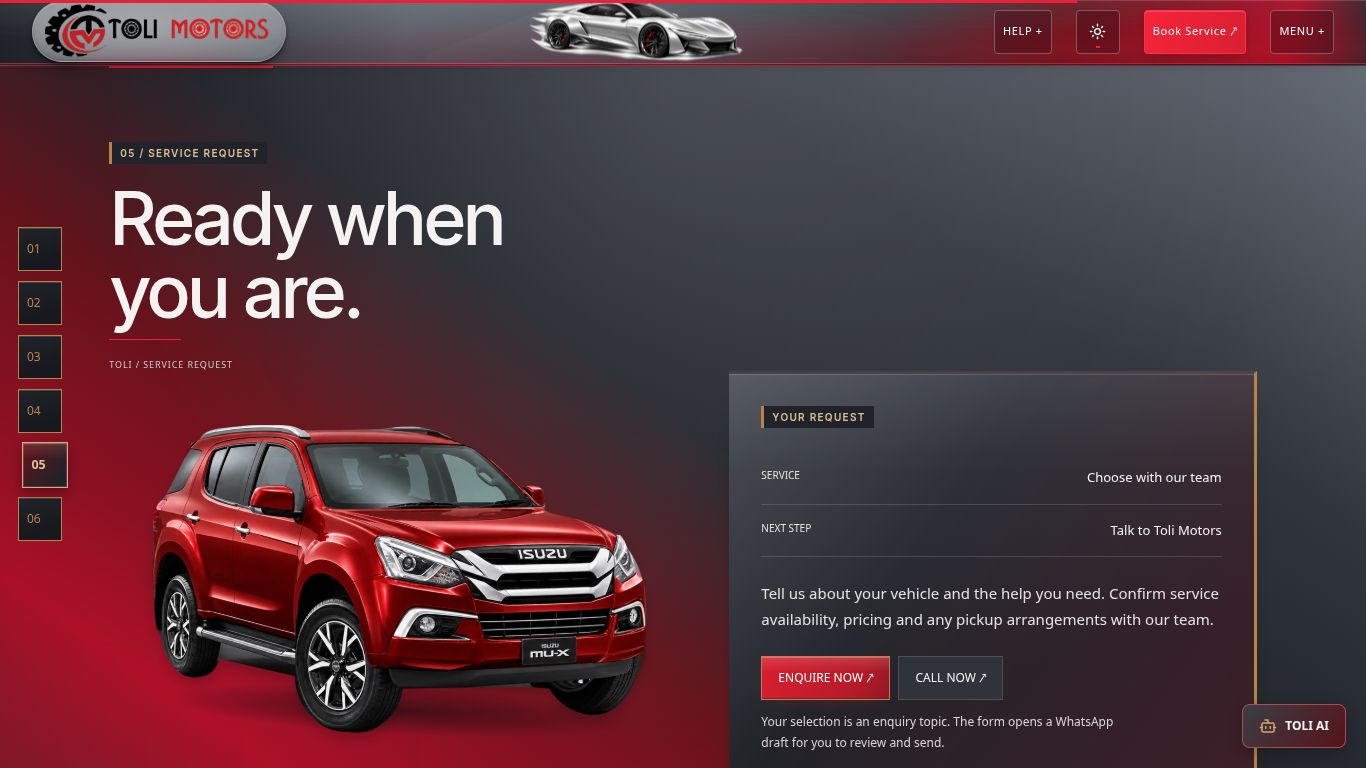 TOLI MOTORS
HELP +
Book Service ↗
MENU +
05 / SERVICE REQUEST
Ready when
you are.
TOLI / SERVICE REQUEST
01
02
03
04
05
06
ISUZU
ISUZU
mu-X
YOUR REQUEST
SERVICE
Choose with our team
NEXT STEP
Talk to Toli Motors
Tell us about your vehicle and the help you need. Confirm service
availability, pricing and any pickup arrangements with our team.
ENQUIRE NOW ↗
CALL NOW ↗
Your selection is an enquiry topic. The form opens a WhatsApp
draft for you to review and send.
TOLI AI